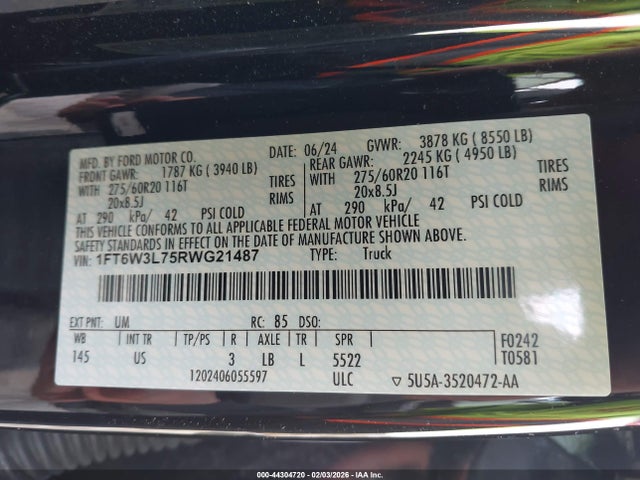 MFD. BY FORD MOTOR CO. DATE: 06/24 GVWR: 3878 KG ( 8550 LB)
FRONT GAWR: 1787 KG ( 3940 LB) REAR GAWR: 2245 KG ( 4950 LB)
WITH 275/60R20 116T TIRES WITH 275/60R20 116T TIRES
20x8.5J RIMS 20x8.5J RIMS
AT 290 kPa/ 42 PSI COLD AT 290 kPa/ 42 PSI COLD
THIS VEHICLE CONFORMS TO ALL APPLICABLE FEDERAL MOTOR VEHICLE
SAFETY STANDARDS IN EFFECT ON THE DATE OF MANUFACTURE SHOWN ABOVE.
VIN: 1FT6W3L75RWG21487 TYPE: Truck
EXT PNT: UM RC: 85 DSO: F0242
WB INT TR TP/PS R AXLE TR SPR T0581
145 US 3 LB L 5522
1202406055597 ULC ▽ 5U5A-3520472-AA
000-44304720 - 02/03/2026 - IAA Inc.